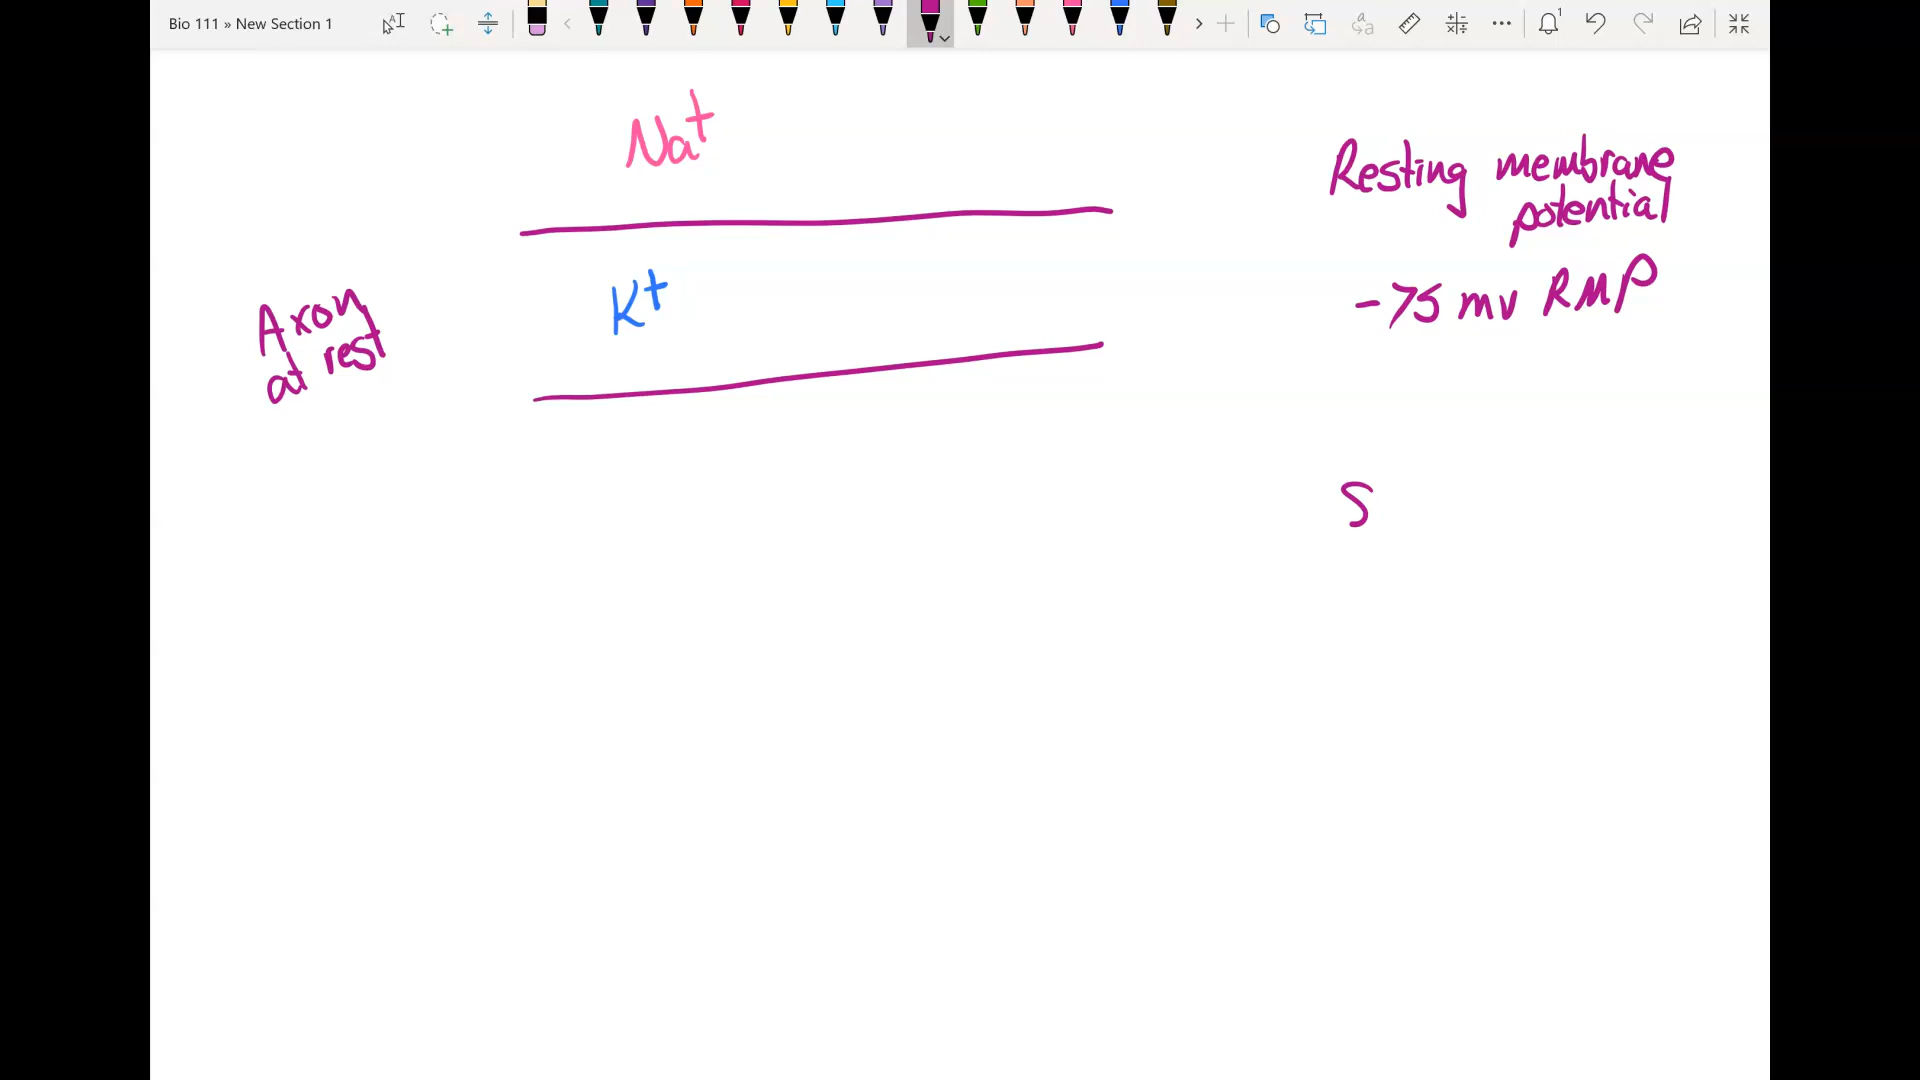 Bio 111 » New Section 1
Na+
Resting membrane
potential
-75 mv RMP
K+
Axon
at rest
S